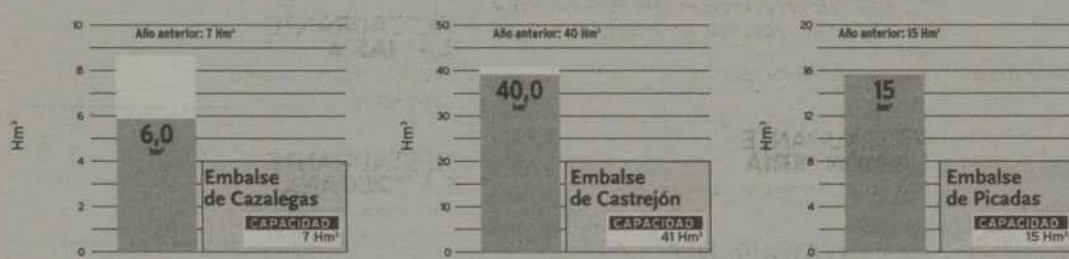 Hm³
10
8
6
4
2
0
Año anterior: 7 Hm³
6,0
hm³
Embalse
de Cazalegas
CAPACIDAD
7 Hm³
Hm³
50
40
30
20
10
0
Año anterior: 40 Hm³
40,0
hm³
Embalse
de Castrejón
CAPACIDAD
41 Hm³
Hm³
20
16
12
8
4
0
Año anterior: 15 Hm³
15
hm³
Embalse
de Picadas
CAPACIDAD
15 Hm³